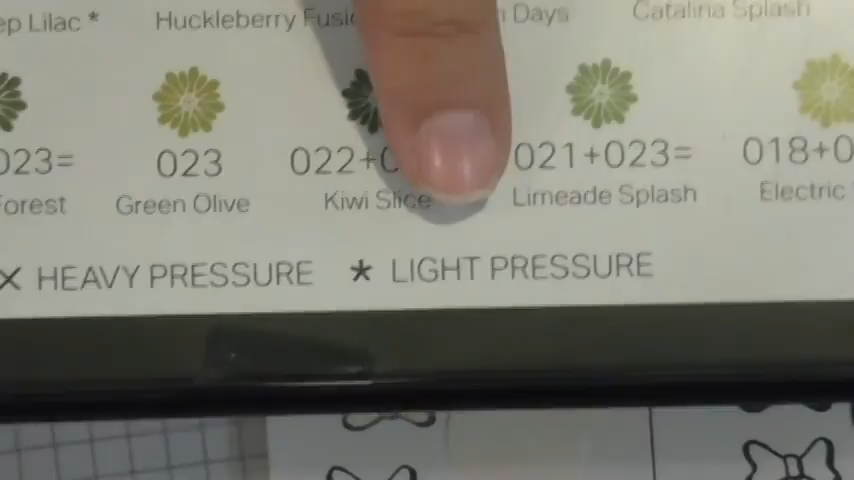 ep Lilac * Huckleberry Fusi Days Catalina Splash
023= 023 022+ 021+023= 018+0
Forest Green Olive Kiwi Slice Limeade Splash Electric
X HEAVY PRESSURE * LIGHT PRESSURE